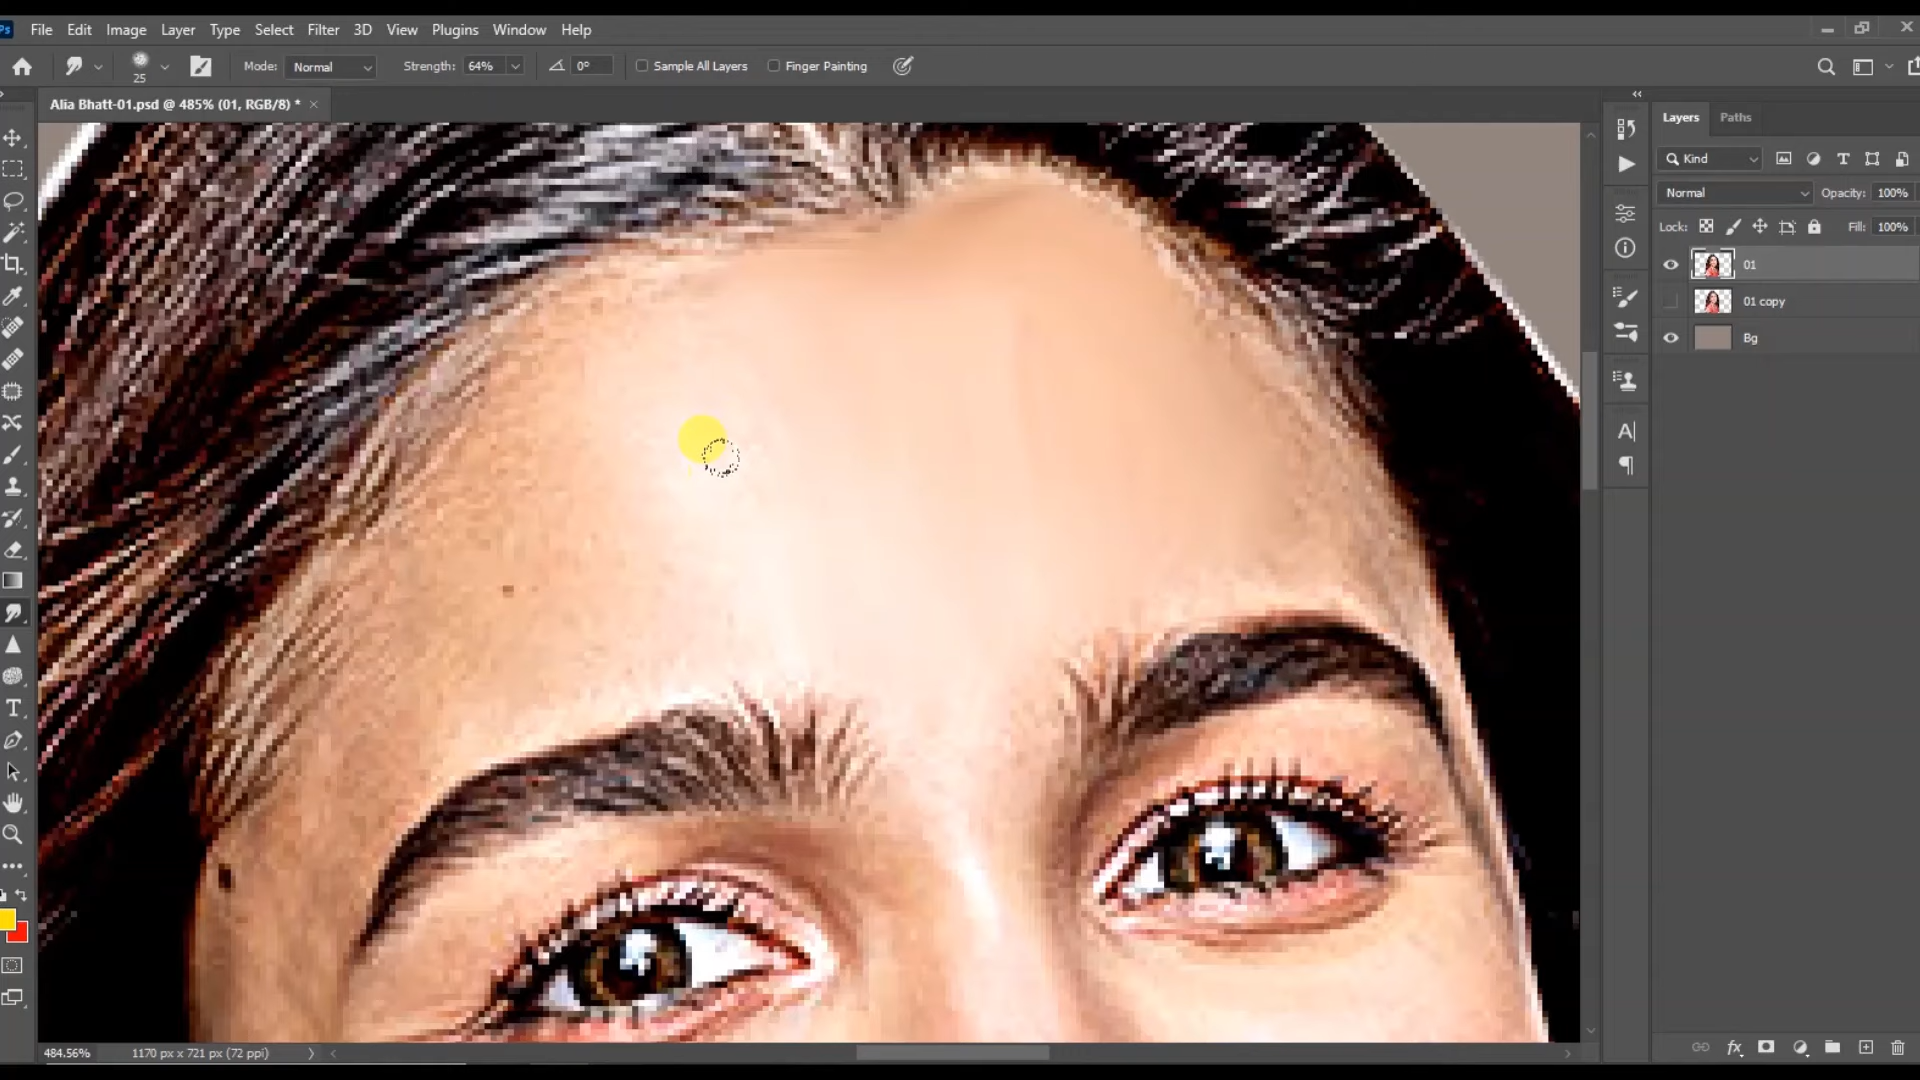 Ps File Edit Image Layer Type Select Filter 3D View Plugins Window Help
25 Mode: Normal Strength: 64% 0° Sample All Layers Finger Painting
Alia Bhatt-01.psd @ 485% (01, RGB/8) * ×
Layers Paths
Kind
Normal Opacity: 100%
Lock: Fill: 100%
01
01 copy
Bg
484.56% 1170 px x 721 px (72 ppi)